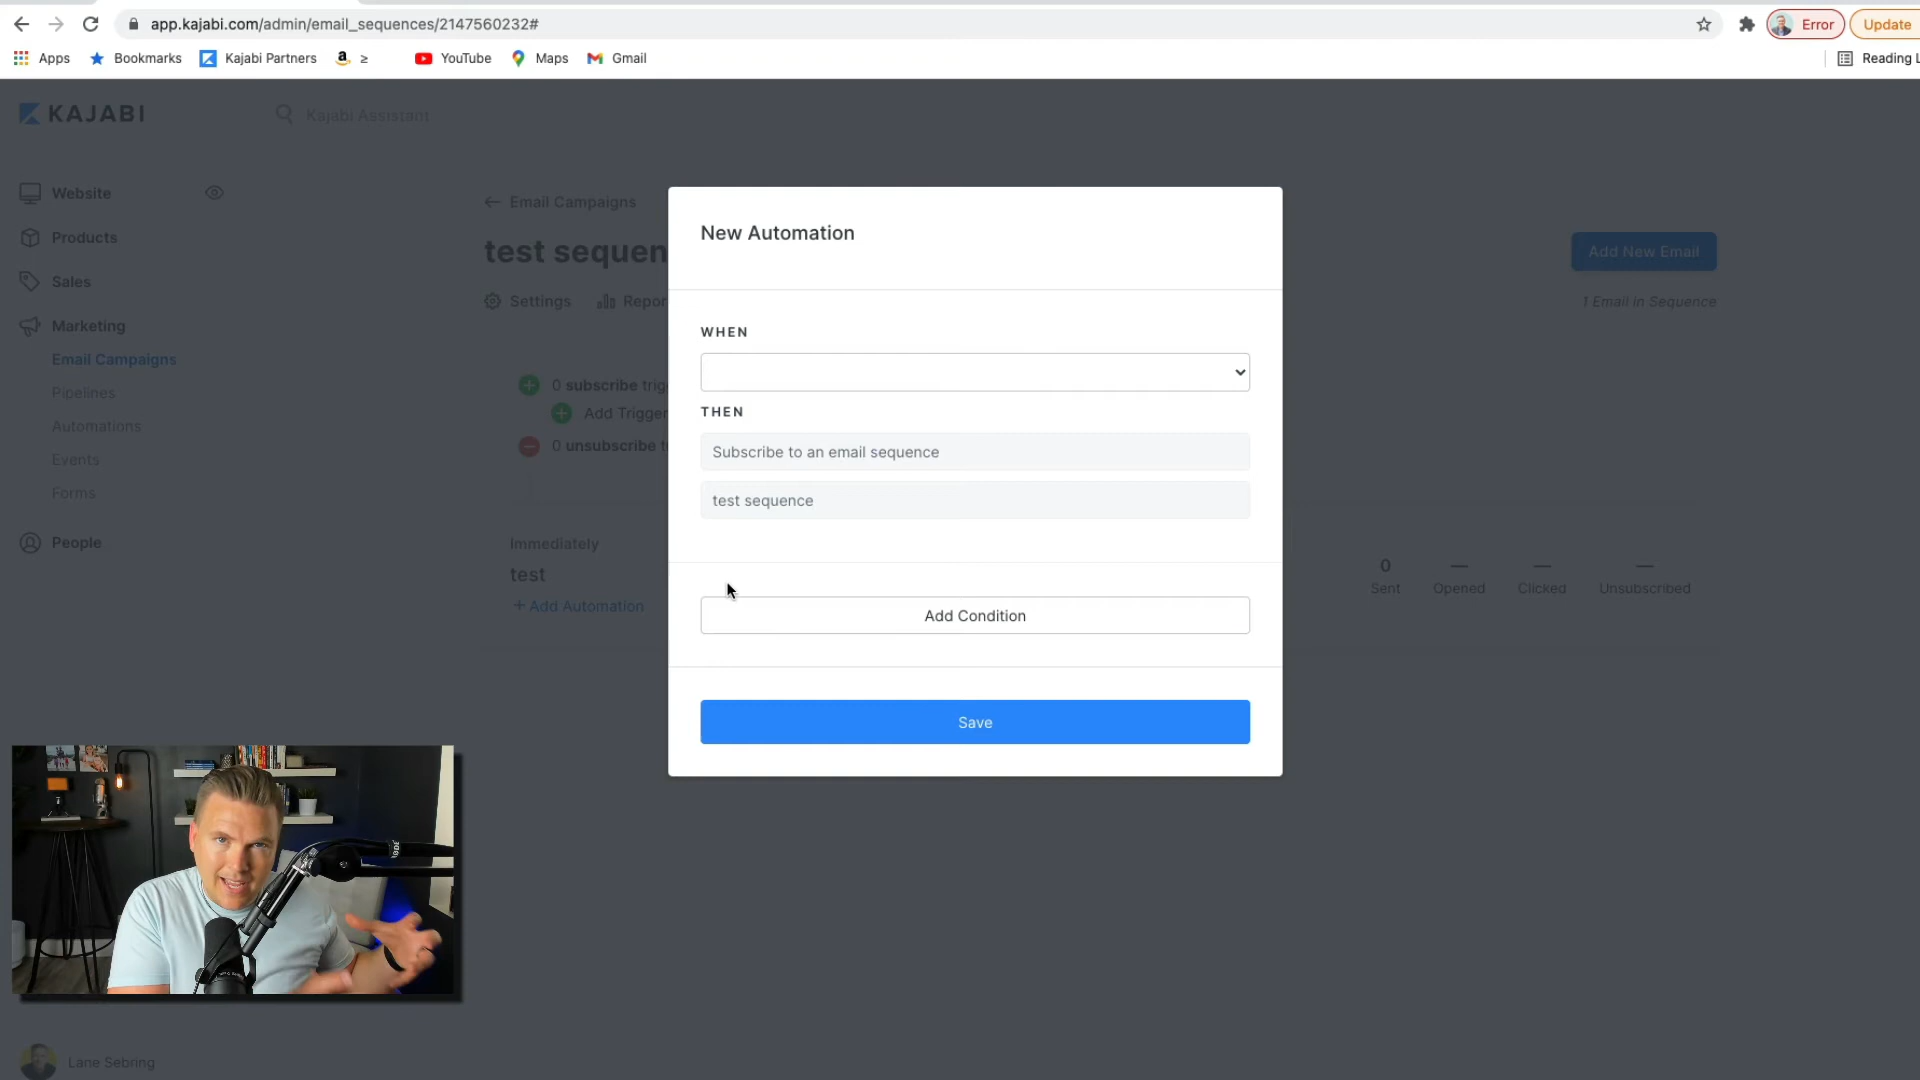 app.kajabi.com/admin/email_sequences/2147560232#
Error
Update
Apps
Bookmarks
Kajabi Partners
a ≥
YouTube
Maps
Gmail
Reading L
KAJABI
Kajabi Assistant
Website
Products
Sales
Marketing
Email Campaigns
Pipelines
Automations
Events
Forms
People
Lane Sebring
Email Campaigns
test sequen
Settings
Repor
Add New Email
1 Email in Sequence
0 subscribe trig
Add Trigger
0 unsubscribe t
Immediately
test
+ Add Automation
0 — — —
Sent Opened Clicked Unsubscribed
New Automation
WHEN
THEN
Subscribe to an email sequence
test sequence
Add Condition
Save